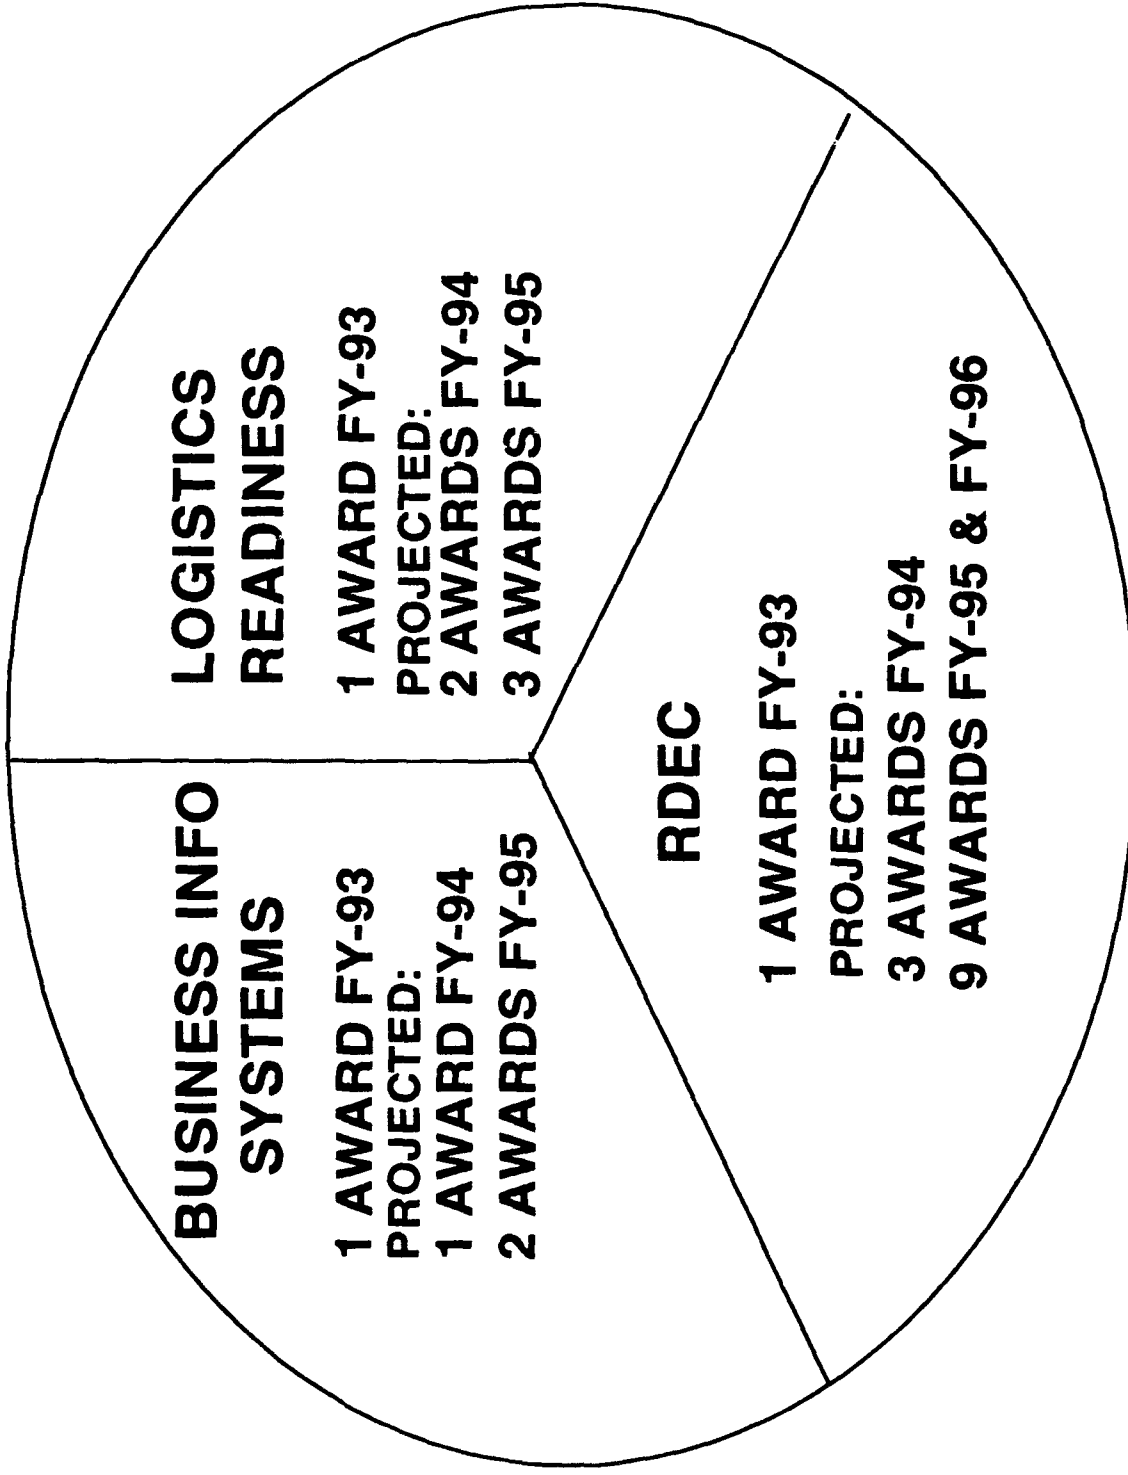 BUSINESS INFO
SYSTEMS
1 AWARD FY-93
PROJECTED:
1 AWARD FY-94
2 AWARDS FY-95
LOGISTICS
READINESS
1 AWARD FY-93
PROJECTED:
2 AWARDS FY-94
3 AWARDS FY-95
RDEC
1 AWARD FY-93
PROJECTED:
3 AWARDS FY-94
9 AWARDS FY-95 & FY-96